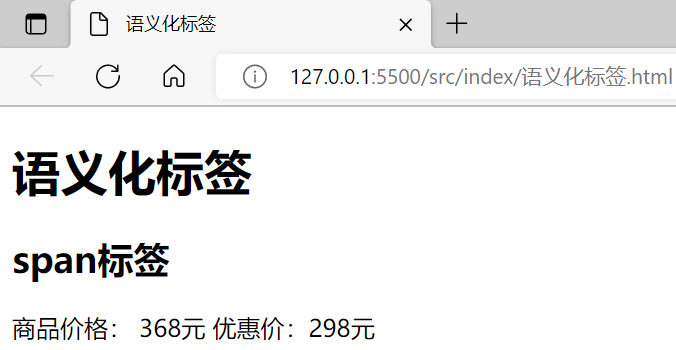 语义化标签
127.0.0.1:5500/src/index/语义化标签.html
语义化标签
span标签
商品价格： 368元 优惠价：298元